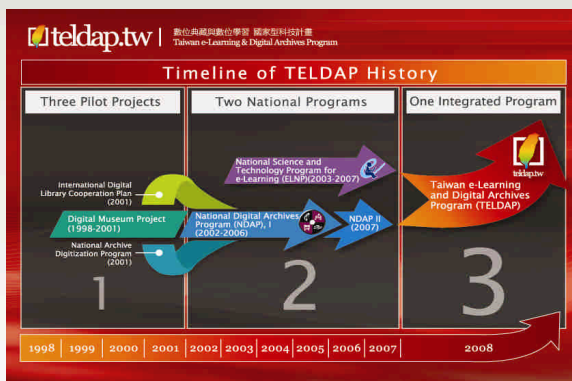 teldap.tw
數位典藏與數位學習 國家型科技計畫
Taiwan e-Learning & Digital Archives Program
Timeline of TELDAP History
Three Pilot Projects
Two National Programs
One Integrated Program
International Digital
Library Cooperation Plan
(2001)
Digital Museum Project
(1998-2001)
National Archive
Digitization Program
(2001)
1
National Science and
Technology Program for
e-Learning (ELNP)(2003-2007)
National Digital Archives
Program (NDAP), I
(2002-2006)
NDAP II
(2007)
2
teldap.tw
Taiwan e-Learning
and Digital Archives
Program (TELDAP)
3
1998 1999 2000 2001 2002 2003 2004 2005 2006 2007 2008